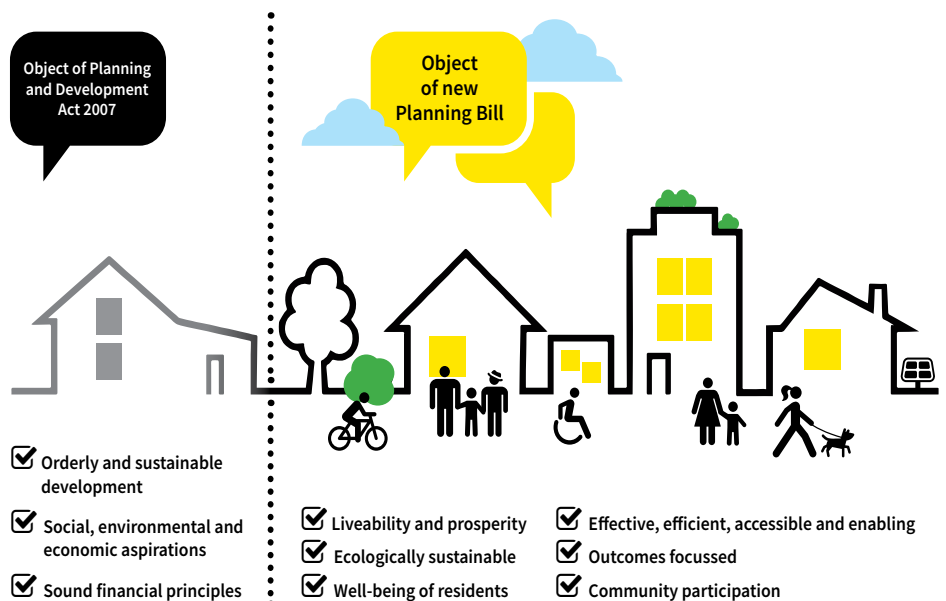 Object of Planning
and Development
Act 2007
Object
of new
Planning Bill
Orderly and sustainable
development
Social, environmental and
economic aspirations
Sound financial principles
Liveability and prosperity
Ecologically sustainable
Well-being of residents
Effective, efficient, accessible and enabling
Outcomes focussed
Community participation